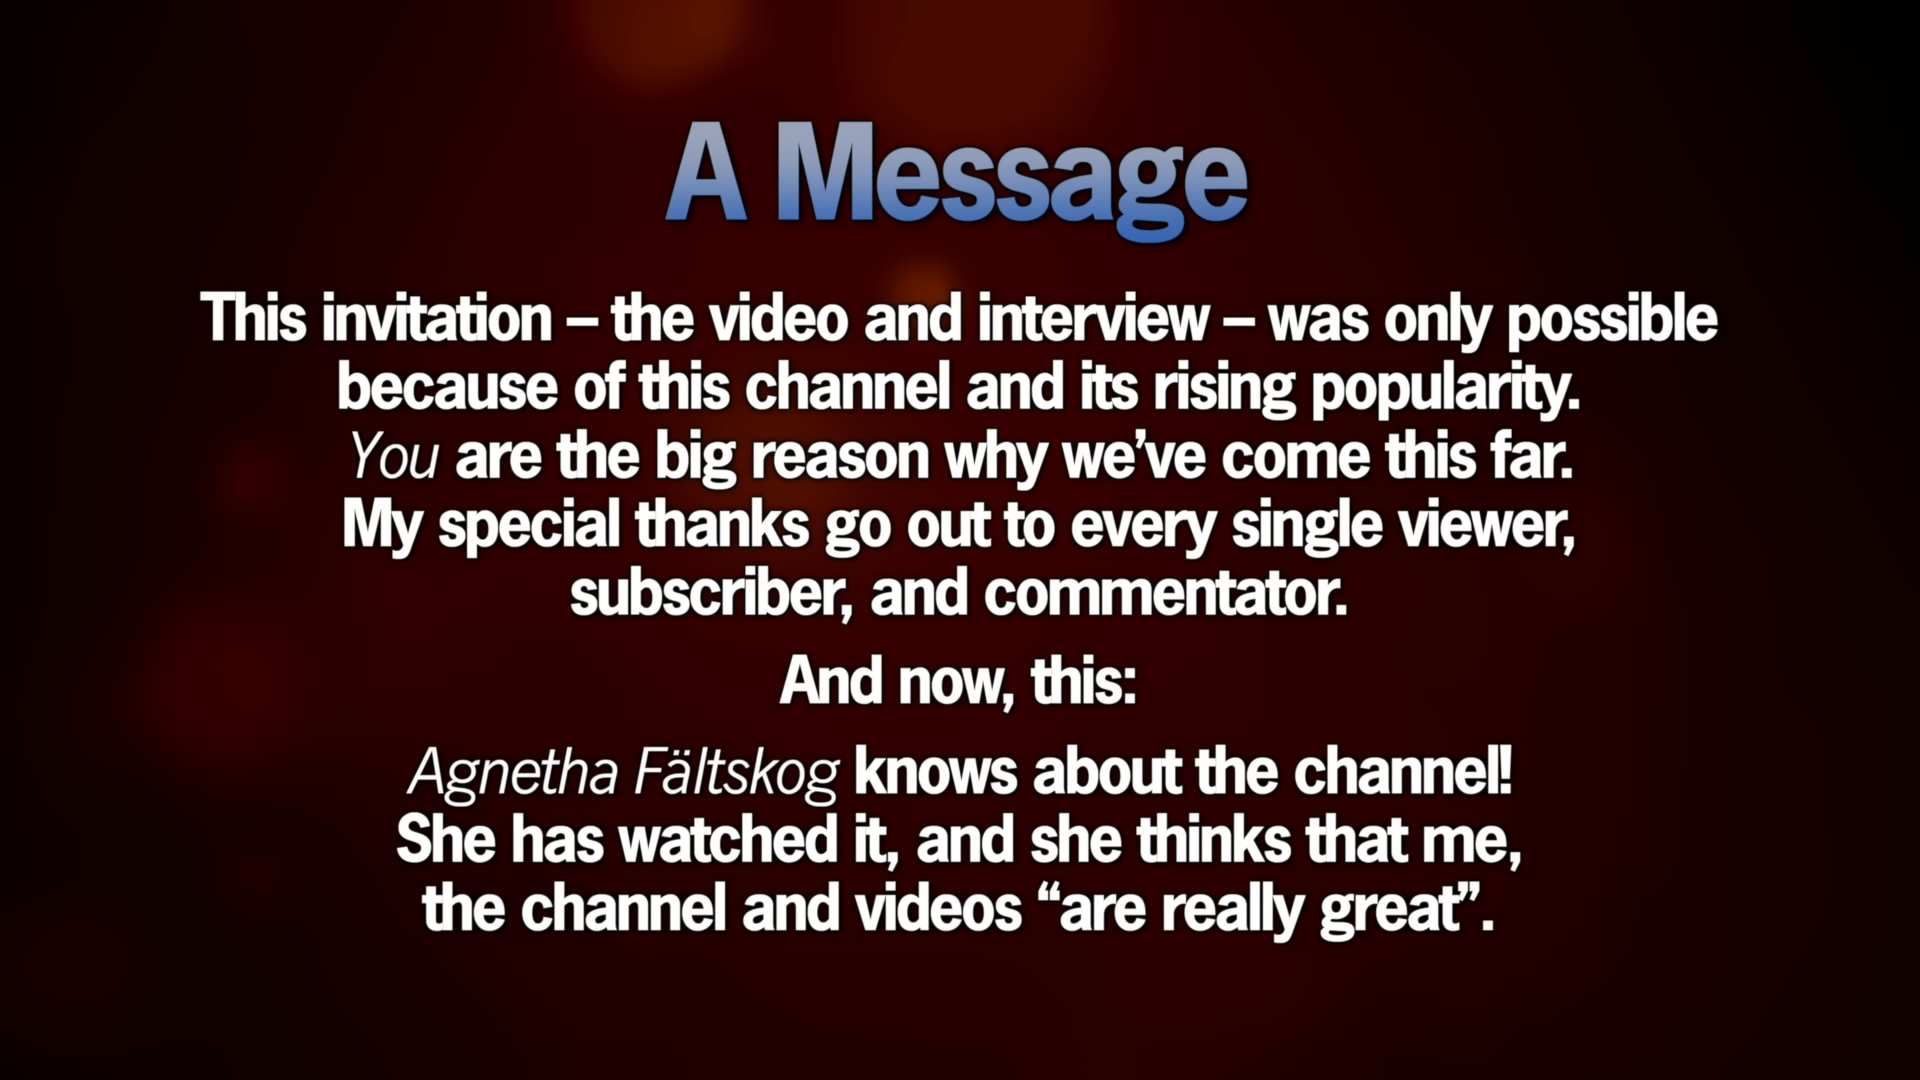 A Message
This invitation – the video and interview – was only possible
because of this channel and its rising popularity.
You are the big reason why we’ve come this far.
My special thanks go out to every single viewer,
subscriber, and commentator.
And now, this:
Agnetha Fältskog knows about the channel!
She has watched it, and she thinks that me,
the channel and videos “are really great”.